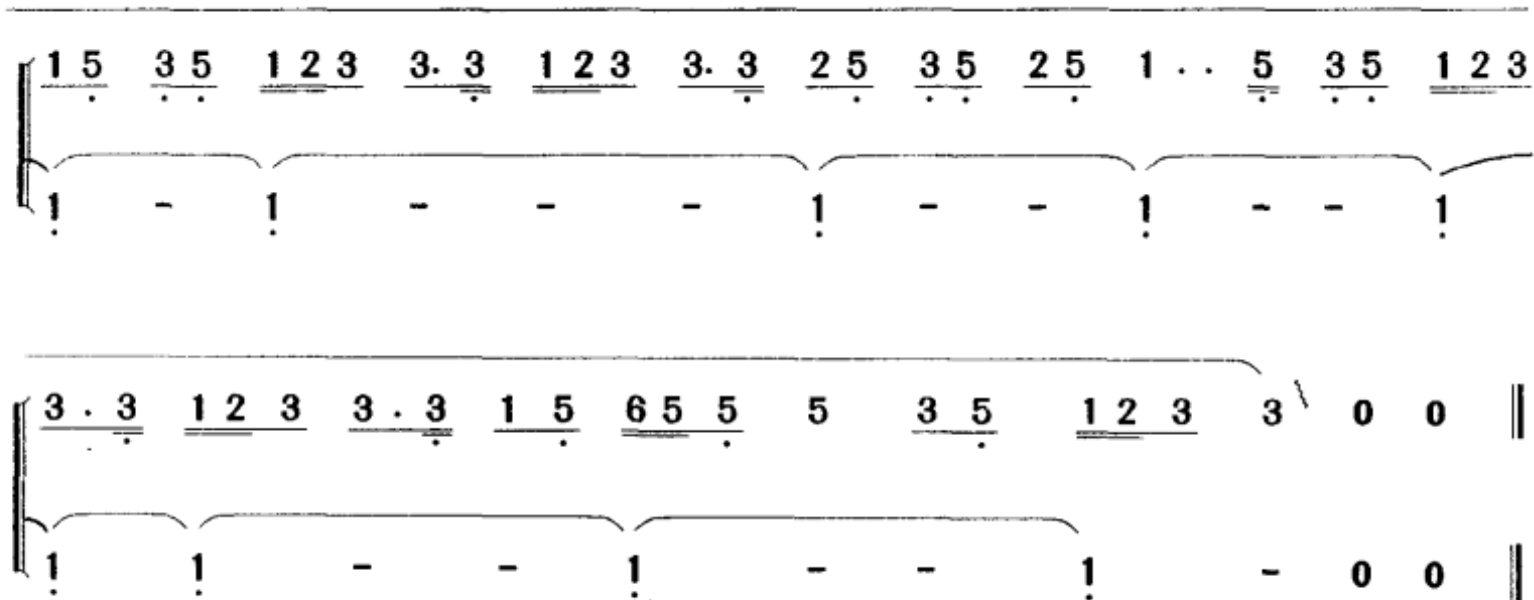 1 5 3 5 1 2 3 3. 3 1 2 3 3. 3 2 5 3 5 2 5 1 . . 5 3 5 1 2 3
1 - 1 - - - 1 - - 1 - - 1
3 . 3 1 2 3 3 . 3 1 5 6 5 5 5 3 5 1 2 3 3 \ 0 0
1 1 - - 1 - - 1 - 0 0